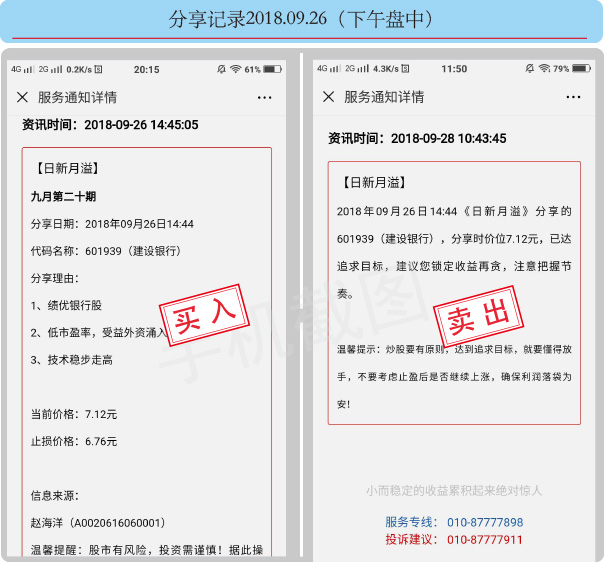 分享记录2018.09.26（下午盘中）
4G 2G 0.2K/s 20:15 61%
服务通知详情
资讯时间：2018-09-26 14:45:05
【日新月溢】
九月第二十期
分享日期：2018年09月26日14:44
代码名称：601939（建设银行）
分享理由：
1、绩优银行股
2、低市盈率，受益外资涌入
3、技术稳步走高
买入
当前价格：7.12元
止损价格：6.76元
信息来源：
赵海洋（A0020616060001）
温馨提醒：股市有风险，投资需谨慎！据此操
4G 2G 4.3K/s 11:50 79%
服务通知详情
资讯时间：2018-09-28 10:43:45
【日新月溢】
2018年09月26日14:44《日新月溢》分享的
601939（建设银行），分享时价位7.12元，已达
追求目标，建议您锁定收益再贪，注意把握节
奏。
卖出
温馨提示：炒股要有原则，达到追求目标，就要懂得放
手，不要考虑止盈后是否继续上涨，确保利润落袋为
安！
小而稳定的收益累积起来绝对惊人
服务专线：010-87777898
投诉建议：010-87777911
手机截图